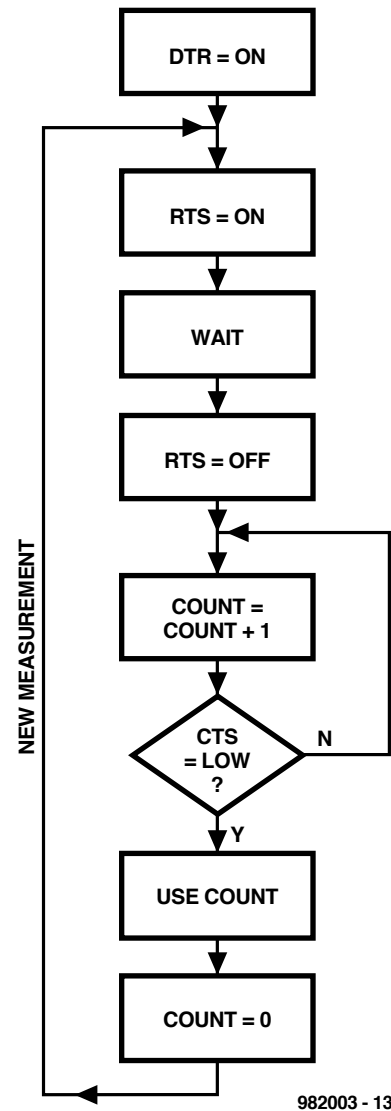 DTR = ON
RTS = ON
WAIT
RTS = OFF
COUNT =
COUNT + 1
CTS
= LOW
?
N
Y
USE COUNT
COUNT = 0
NEW MEASUREMENT
982003 - 13